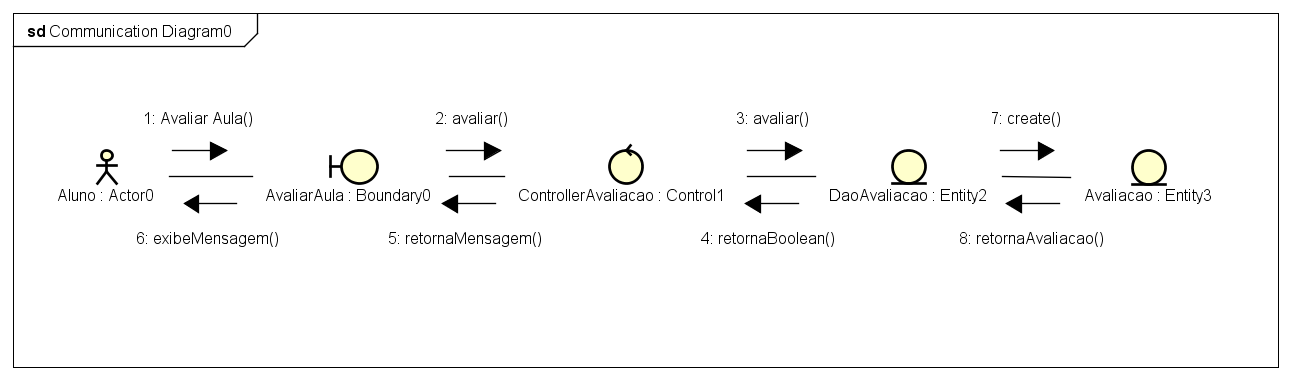 sd Communication Diagram0
1: Avaliar Aula()
2: avaliar()
3: avaliar()
7: create()
Aluno : Actor0
AvaliarAula : Boundary0
ControllerAvaliacao : Control1
DaoAvaliacao : Entity2
Avaliacao : Entity3
6: exibeMensagem()
5: retornaMensagem()
4: retornaBoolean()
8: retornaAvaliacao()